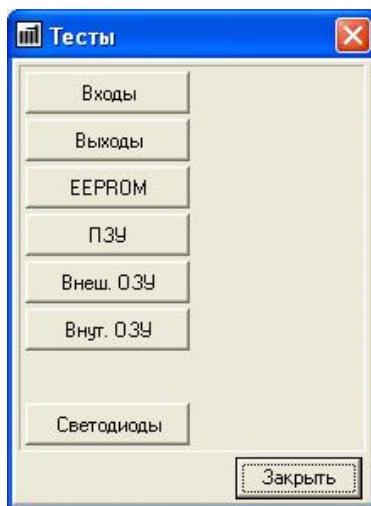 Тесты
Входы
Выходы
EEPROM
ПЗУ
Внеш. ОЗУ
Внут. ОЗУ
Светодиоды
Закрыть